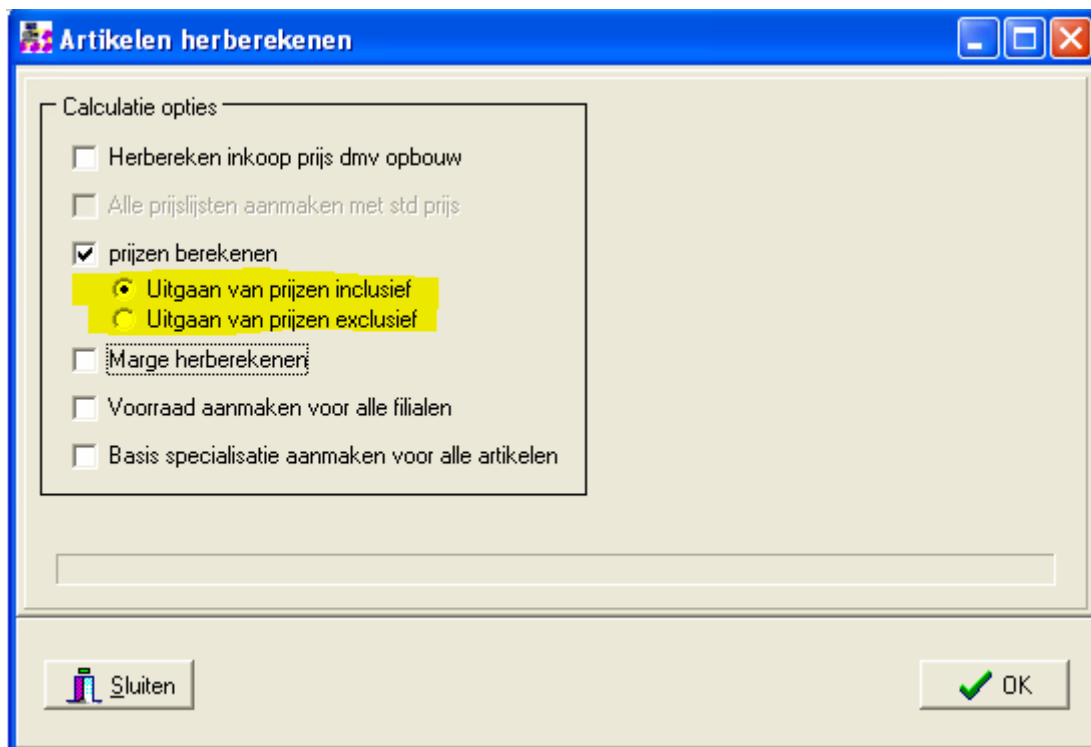 Artikelen herberekenen
Calculatie opties
Herbereken inkoop prijs dmv opbouw
Alle prijslijsten aanmaken met std prijs
prijzen berekenen
Uitgaan van prijzen inclusief
Uitgaan van prijzen exclusief
Marge herberekenen
Voorraad aanmaken voor alle filialen
Basis specialisatie aanmaken voor alle artikelen
Sluiten
OK